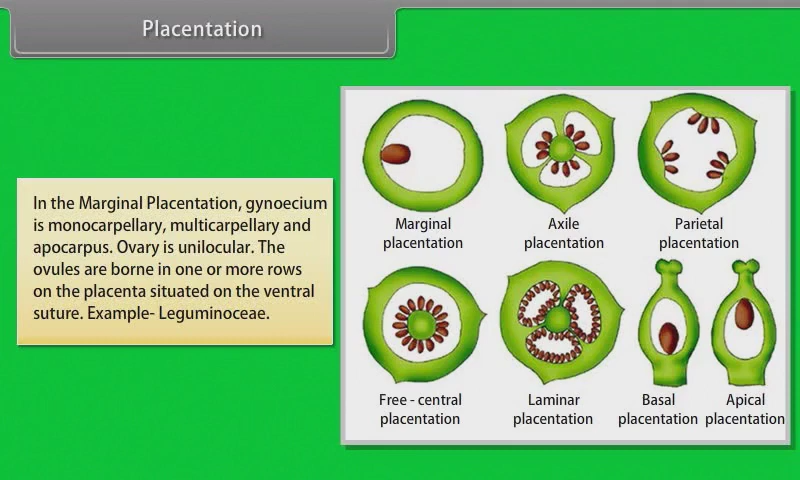 Placentation
In the Marginal Placentation, gynoecium
is monocarpellary, multicarpellary and
apocarpus. Ovary is unilocular. The
ovules are borne in one or more rows
on the placenta situated on the ventral
suture. Example- Leguminoceae.
Marginal
placentation
Axile
placentation
Parietal
placentation
Free - central
placentation
Laminar
placentation
Basal
placentation
Apical
placentation